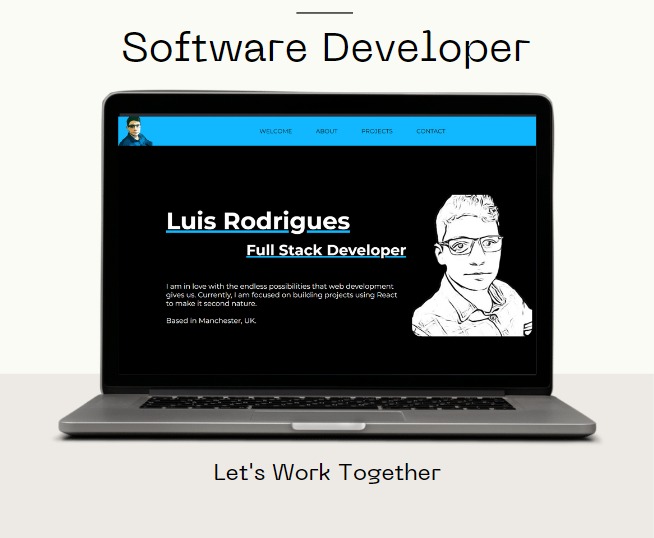 Software Developer
WELCOME ABOUT PROJECTS CONTACT
Luis Rodrigues
Full Stack Developer
I am in love with the endless possibilities that web development
gives us. Currently, I am focused on building projects using React
to make it second nature.
Based in Manchester, UK.
Let's Work Together